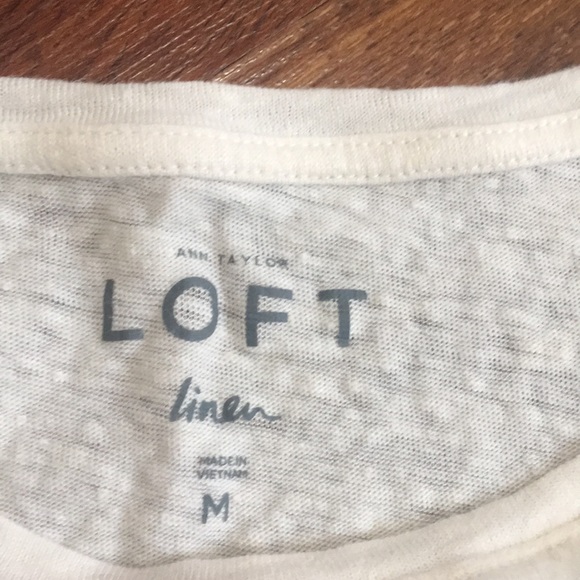 ANN TAYLOR
LOFT
linen
MADE IN
VIETNAM
M